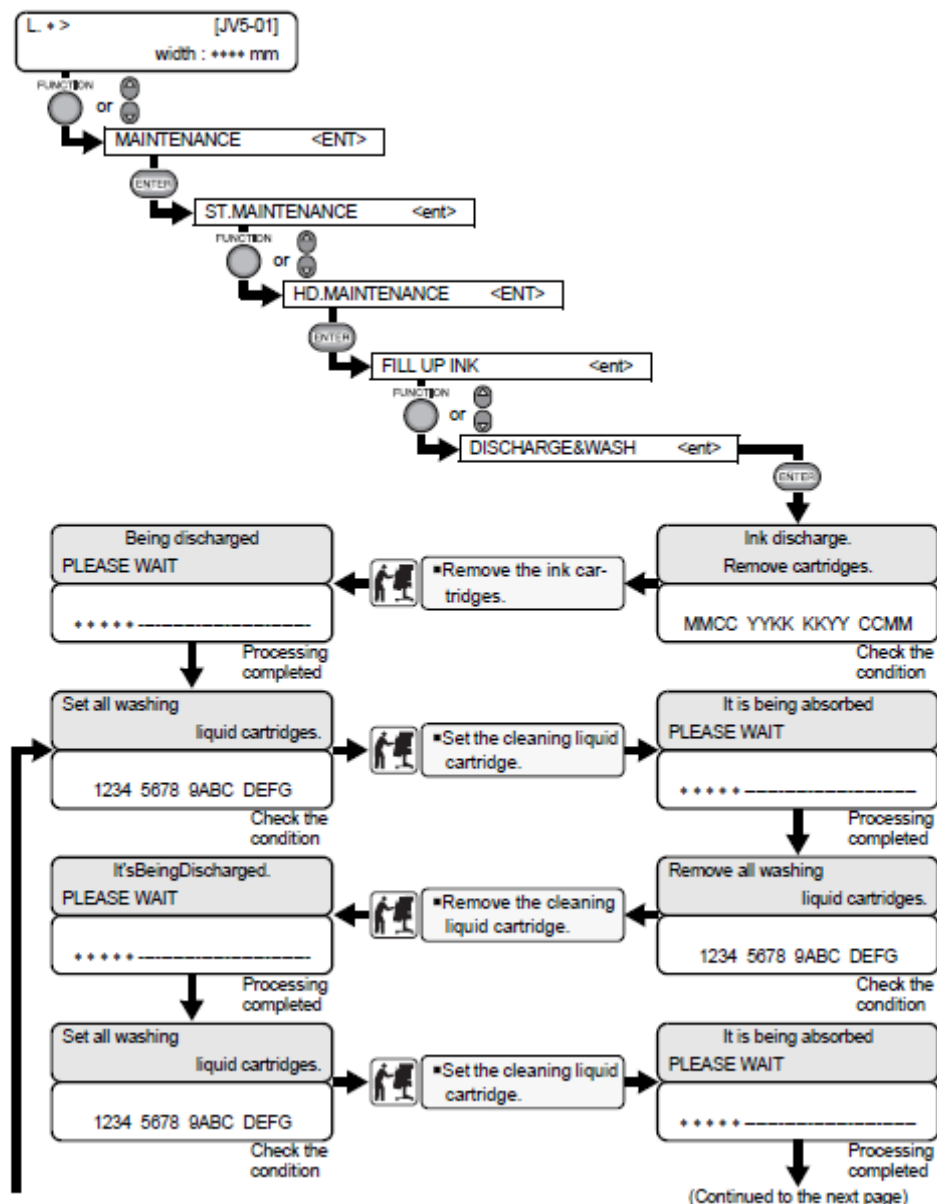 L. * > [JV5-01]
width : **** mm
FUNCTION
or
MAINTENANCE <ENT>
ENTER
ST.MAINTENANCE <ent>
FUNCTION
or
HD.MAINTENANCE <ENT>
ENTER
FILL UP INK <ent>
FUNCTION
or
DISCHARGE&WASH <ent>
ENTER
Ink discharge.
Remove cartridges.
MMCC YYKK KKYY CCMM
Check the
condition
▪Remove the ink car-
tridges.
Being discharged
PLEASE WAIT
* * * * * --------------------
Processing
completed
Set all washing
liquid cartridges.
1234 5678 9ABC DEFG
Check the
condition
▪Set the cleaning liquid
cartridge.
It is being absorbed
PLEASE WAIT
* * * * * --------------------
Processing
completed
Remove all washing
liquid cartridges.
1234 5678 9ABC DEFG
Check the
condition
▪Remove the cleaning
liquid cartridge.
It'sBeingDischarged.
PLEASE WAIT
* * * * * --------------------
Processing
completed
Set all washing
liquid cartridges.
1234 5678 9ABC DEFG
Check the
condition
▪Set the cleaning liquid
cartridge.
It is being absorbed
PLEASE WAIT
* * * * * --------------------
Processing
completed
(Continued to the next page)